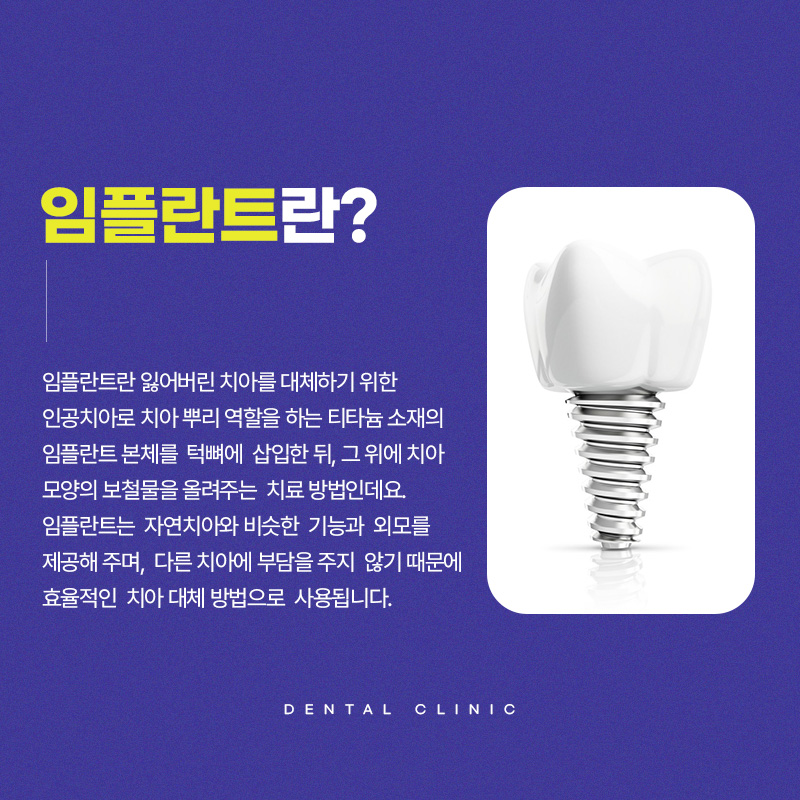 임플란트란?
임플란트란 잃어버린 치아를 대체하기 위한
인공치아로 치아 뿌리 역할을 하는 티타늄 소재의
임플란트 본체를 턱뼈에 삽입한 뒤, 그 위에 치아
모양의 보철물을 올려주는 치료 방법인데요.
임플란트는 자연치아와 비슷한 기능과 외모를
제공해 주며, 다른 치아에 부담을 주지 않기 때문에
효율적인 치아 대체 방법으로 사용됩니다.
DENTAL CLINIC